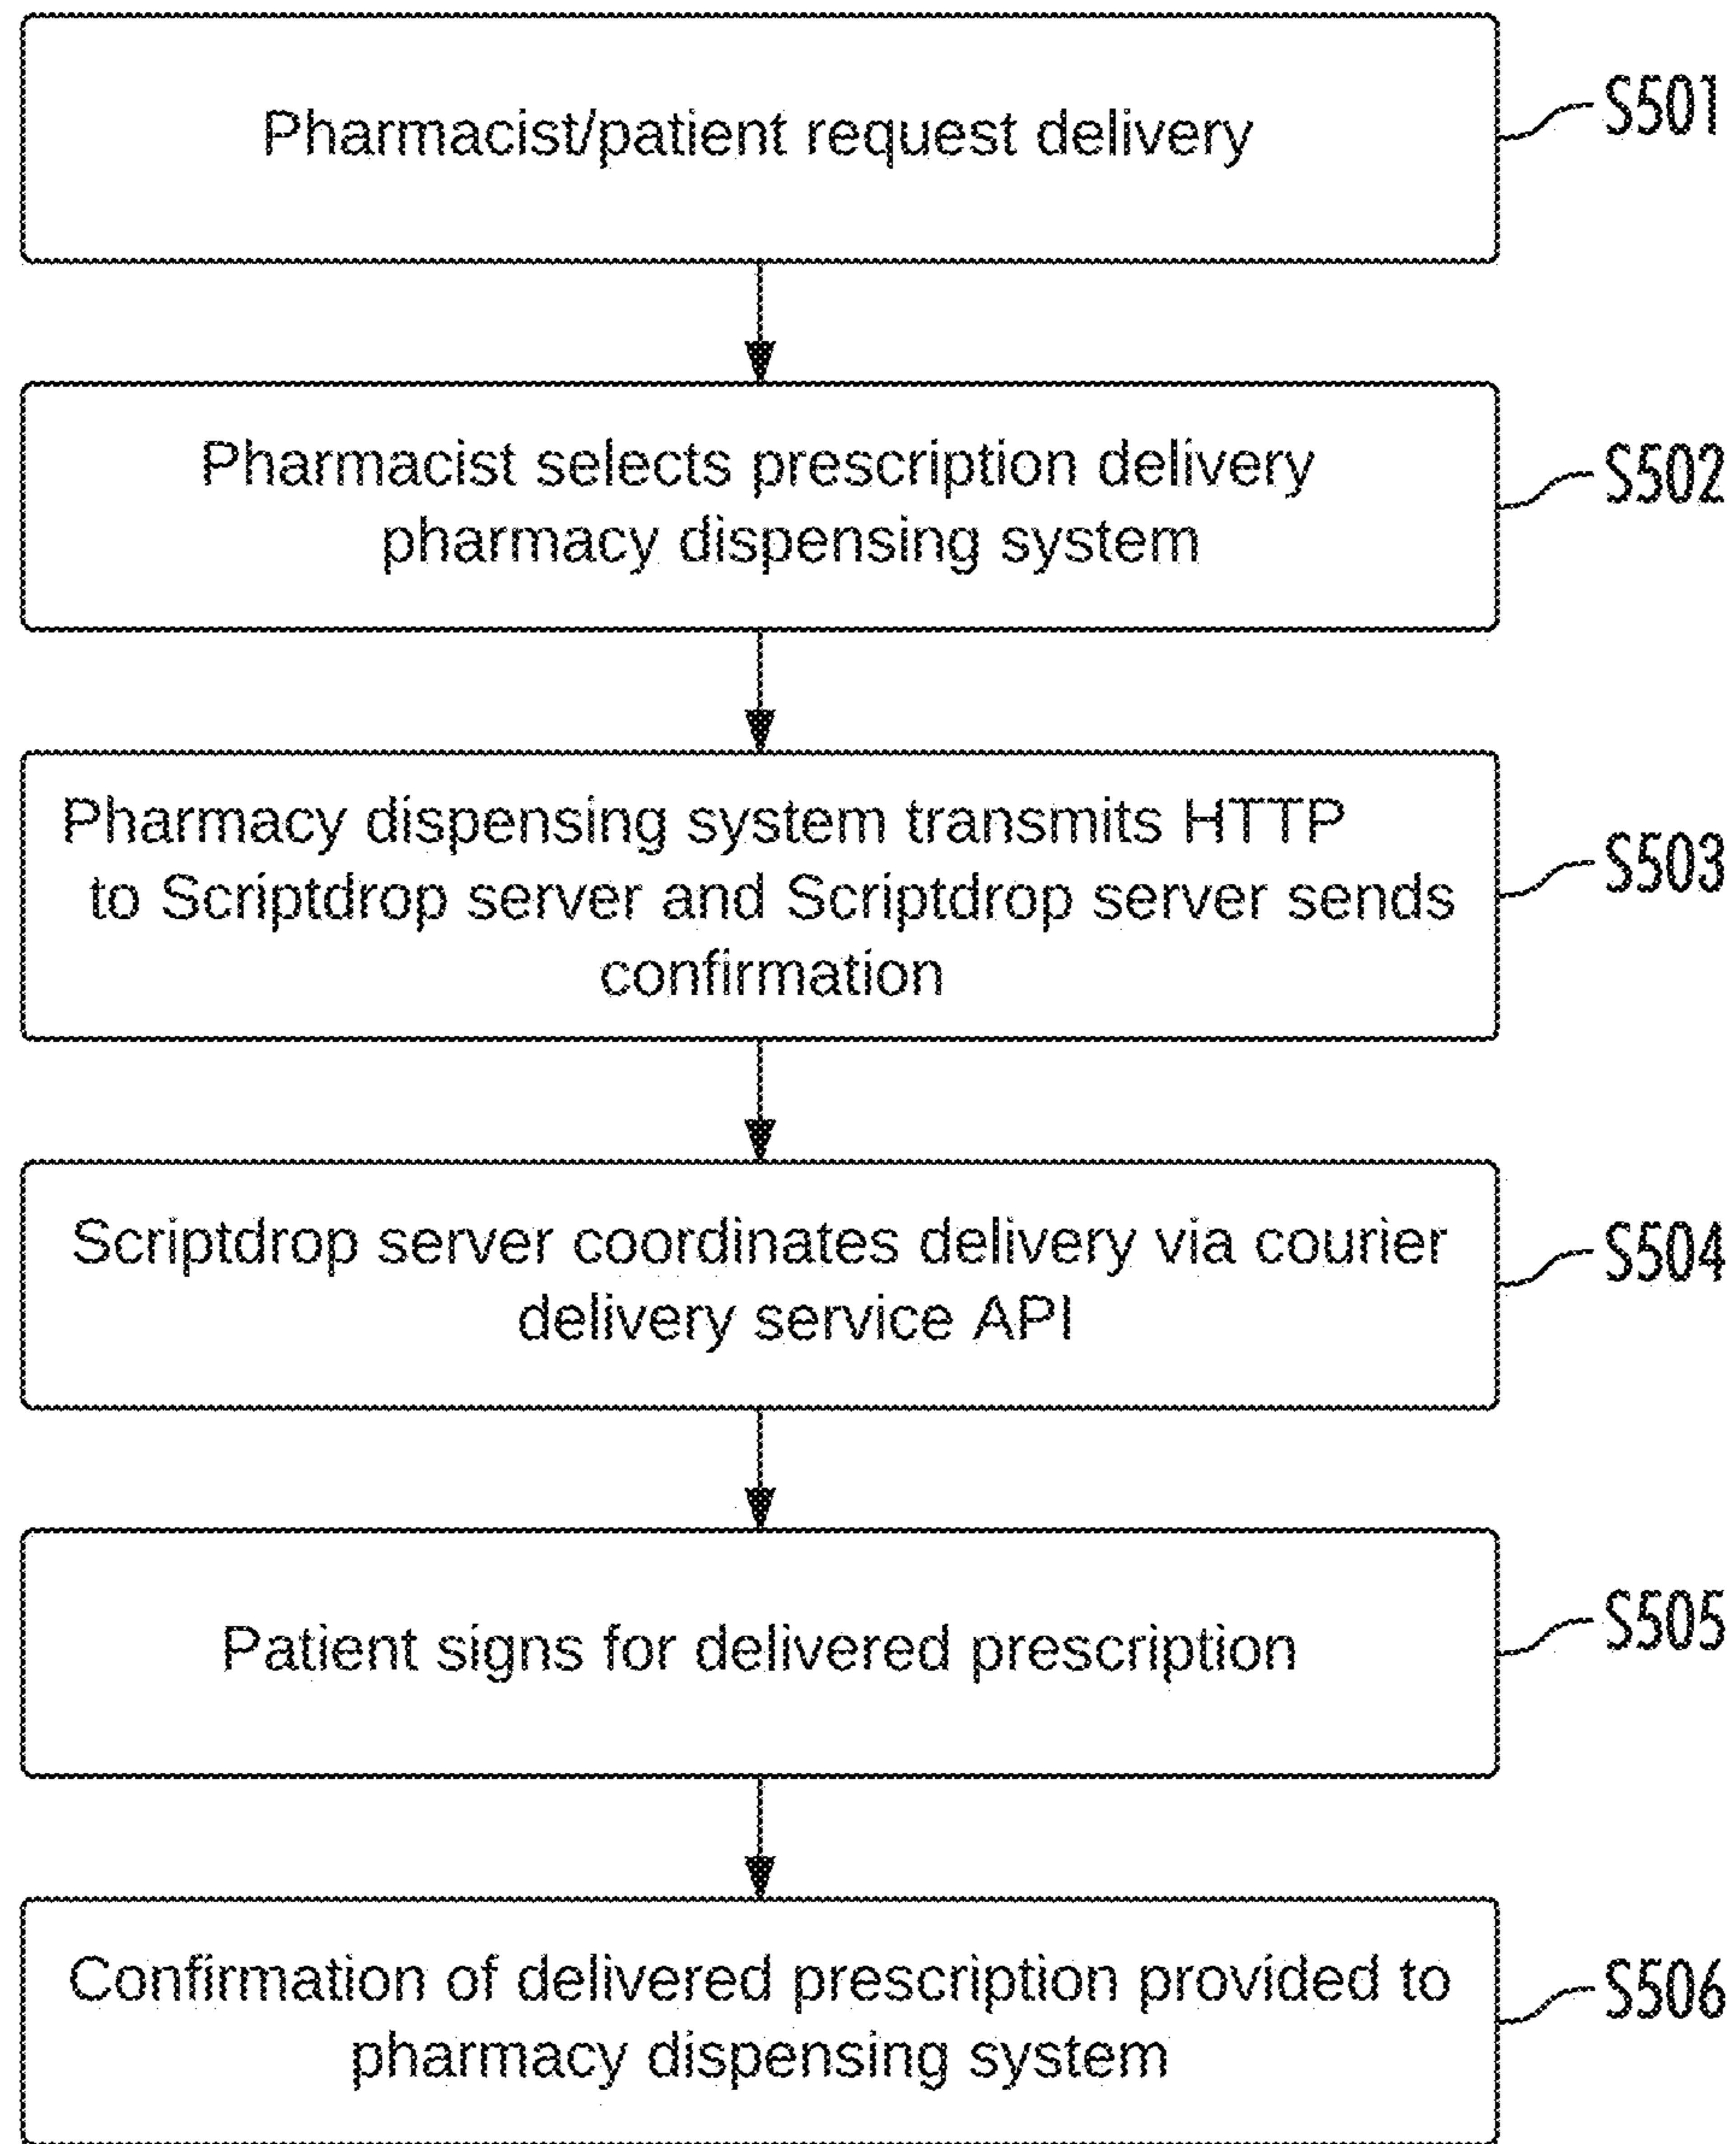 Pharmacist/patient request delivery
S501
Pharmacist selects prescription delivery
pharmacy dispensing system
S502
Pharmacy dispensing system transmits HTTP
to Scriptdrop server and Scriptdrop server sends
confirmation
S503
Scriptdrop server coordinates delivery via courier
delivery service API
S504
Patient signs for delivered prescription
S505
Confirmation of delivered prescription provided to
pharmacy dispensing system
S506